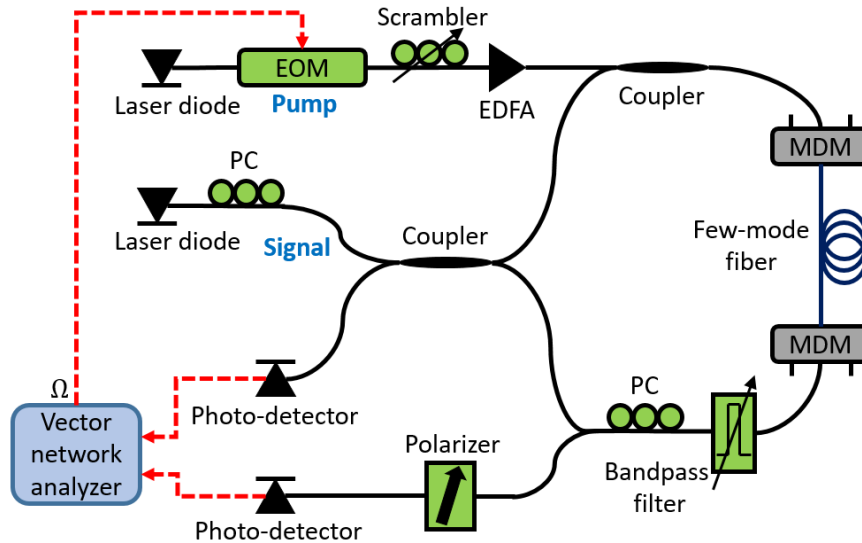 Scrambler
EOM
Laser diode
Pump
EDFA
Coupler
MDM
PC
Laser diode
Signal
Coupler
Few-mode
fiber
MDM
Ω
PC
Photo-detector
Vector
network
analyzer
Polarizer
Bandpass
filter
Photo-detector